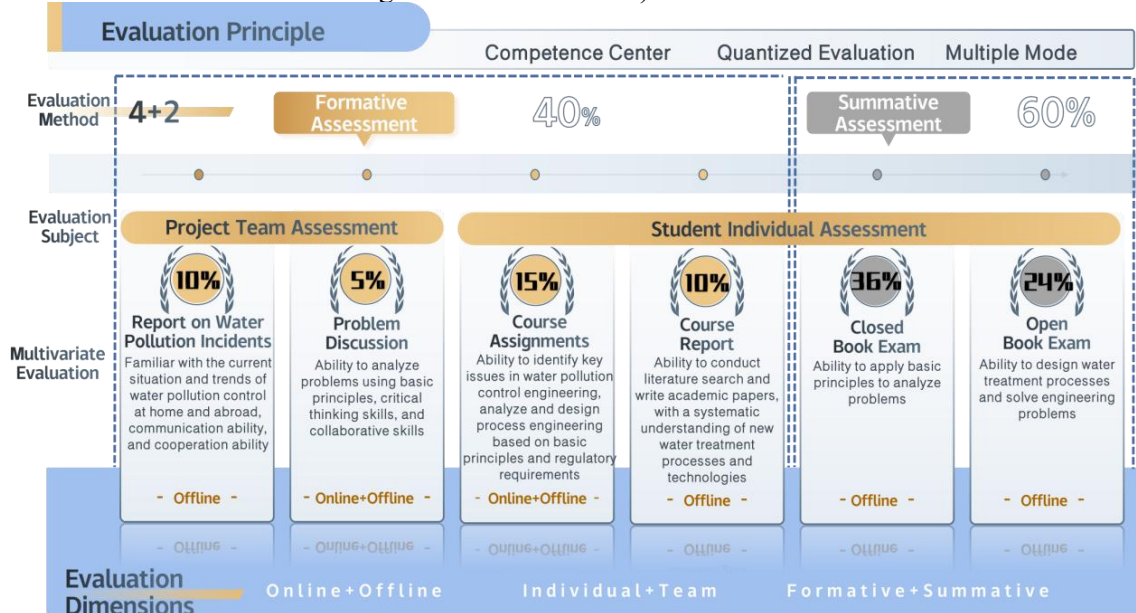 Evaluation Principle
Competence Center Quantized Evaluation Multiple Mode
Evaluation
Method
4+2
Formative
Assessment
40%
Summative
Assessment
60%
Evaluation
Subject
Project Team Assessment
Student Individual Assessment
Multivariate
Evaluation
10%
Report on Water
Pollution Incidents
Familiar with the current
situation and trends of
water pollution control
at home and abroad,
communication ability,
and cooperation ability
- Offline -
5%
Problem
Discussion
Ability to analyze
problems using basic
principles, critical
thinking skills, and
collaborative skills
- Online+Offline -
15%
Course
Assignments
Ability to identify key
issues in water pollution
control engineering,
analyze and design
process engineering
based on basic
principles and regulatory
requirements
- Online+Offline -
10%
Course
Report
Ability to conduct
literature search and
write academic papers,
with a systematic
understanding of new
water treatment
processes and
technologies
- Offline -
36%
Closed
Book Exam
Ability to apply basic
principles to analyze
problems
- Offline -
24%
Open
Book Exam
Ability to design water
treatment processes
and solve engineering
problems
- Offline -
Evaluation
Dimensions
Online+Offline Individual+Team Formative+Summative